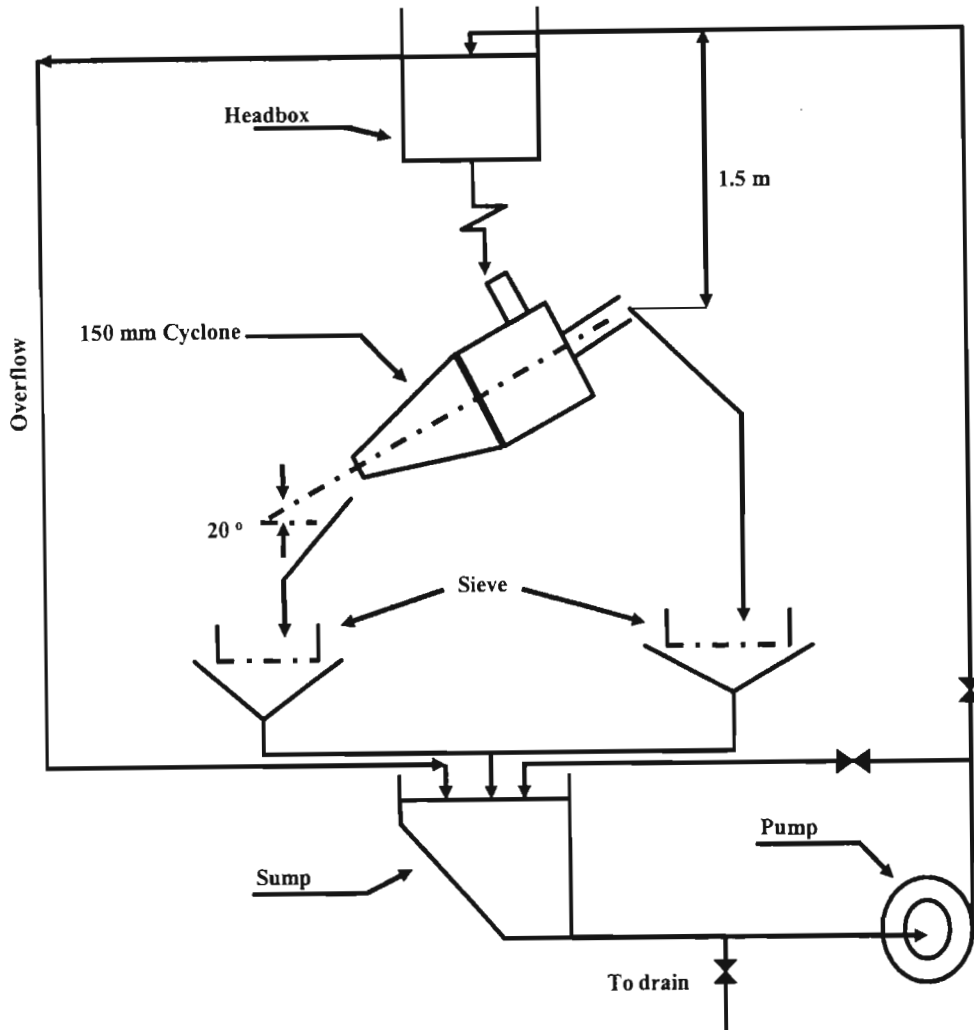 Headbox
1.5 m
150 mm Cyclone
Overflow
20 º
Sieve
Pump
Sump
To drain